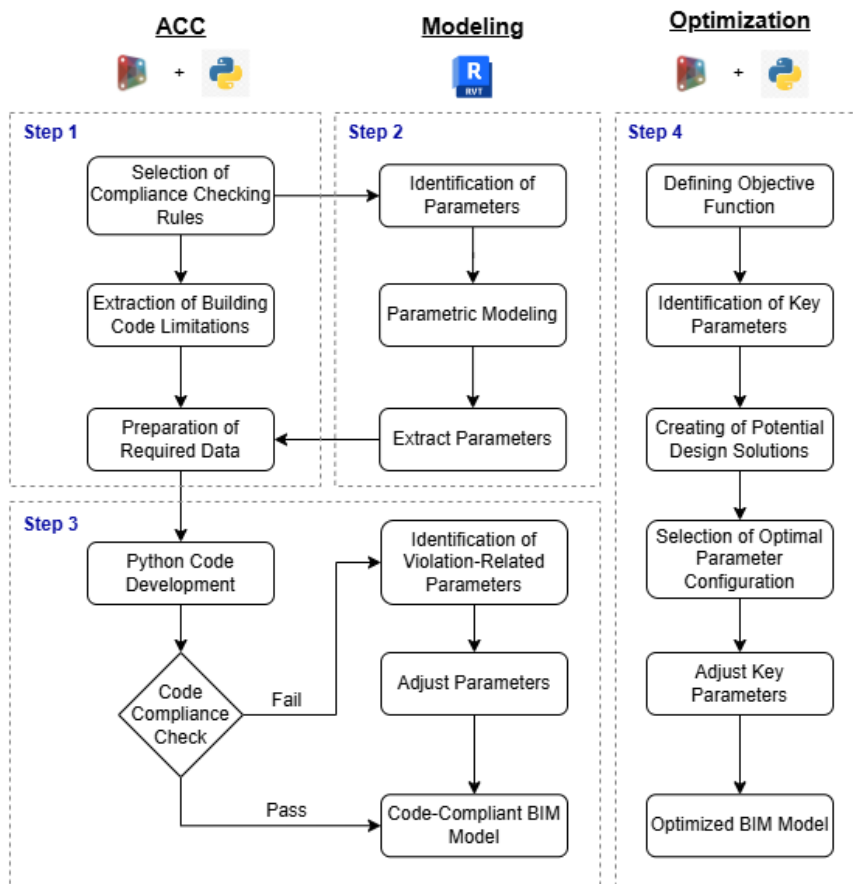 ACC
Modeling
Optimization
+
R
RVT
+
Step 1
Selection of
Compliance Checking
Rules
Extraction of Building
Code Limitations
Preparation of
Required Data
Step 2
Identification of
Parameters
Parametric Modeling
Extract Parameters
Step 3
Python Code
Development
Code
Compliance
Check
Fail
Pass
Identification of
Violation-Related
Parameters
Adjust Parameters
Code-Compliant BIM
Model
Step 4
Defining Objective
Function
Identification of Key
Parameters
Creating of Potential
Design Solutions
Selection of Optimal
Parameter
Configuration
Adjust Key
Parameters
Optimized BIM Model